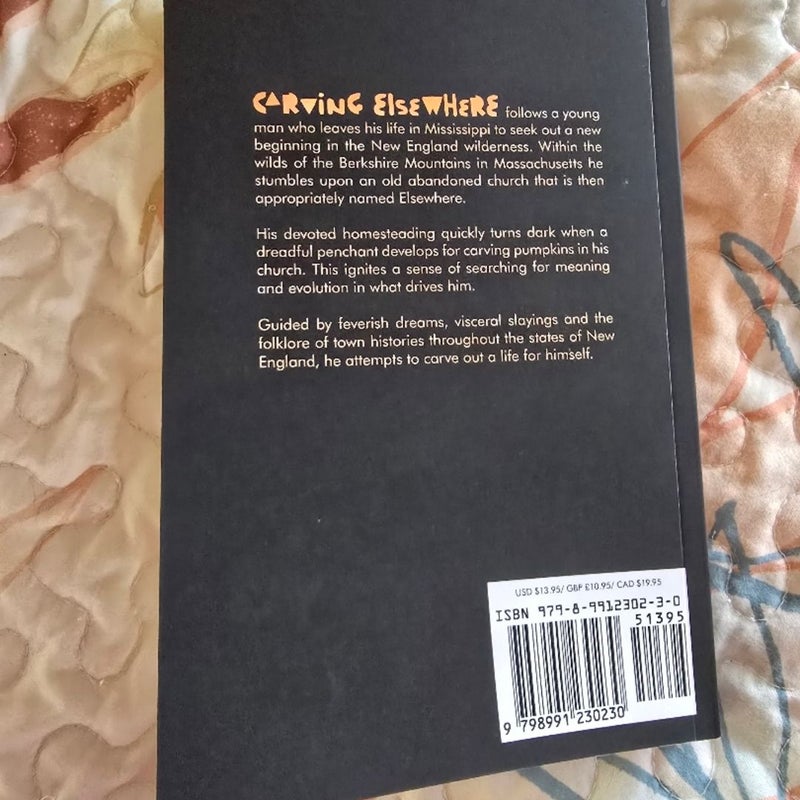 CARVING ELSEWHERE follows a young
man who leaves his life in Mississippi to seek out a new
beginning in the New England wilderness. Within the
wilds of the Berkshire Mountains in Massachusetts he
stumbles upon an old abandoned church that is then
appropriately named Elsewhere.
His devoted homesteading quickly turns dark when a
dreadful penchant develops for carving pumpkins in his
church. This ignites a sense of searching for meaning
and evolution in what drives him.
Guided by feverish dreams, visceral slayings and the
folklore of town histories throughout the states of New
England, he attempts to carve out a life for himself.
USD $13.95/ GBP £10.95/ CAD $19.95
ISBN 979-8-9912302-3-0
51395
9 798991 230230